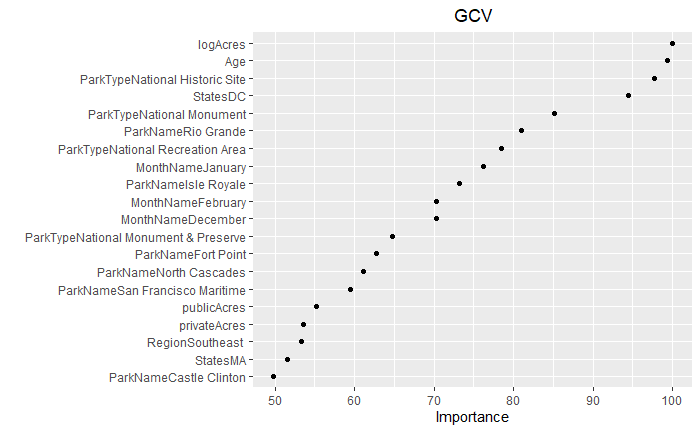 GCV
logAcres
Age
ParkTypeNational Historic Site
StatesDC
ParkTypeNational Monument
ParkNameRio Grande
ParkTypeNational Recreation Area
MonthNameJanuary
ParkNameIsle Royale
MonthNameFebruary
MonthNameDecember
ParkTypeNational Monument & Preserve
ParkNameFort Point
ParkNameNorth Cascades
ParkNameSan Francisco Maritime
publicAcres
privateAcres
RegionSoutheast
StatesMA
ParkNameCastle Clinton
50 60 70 80 90 100
Importance